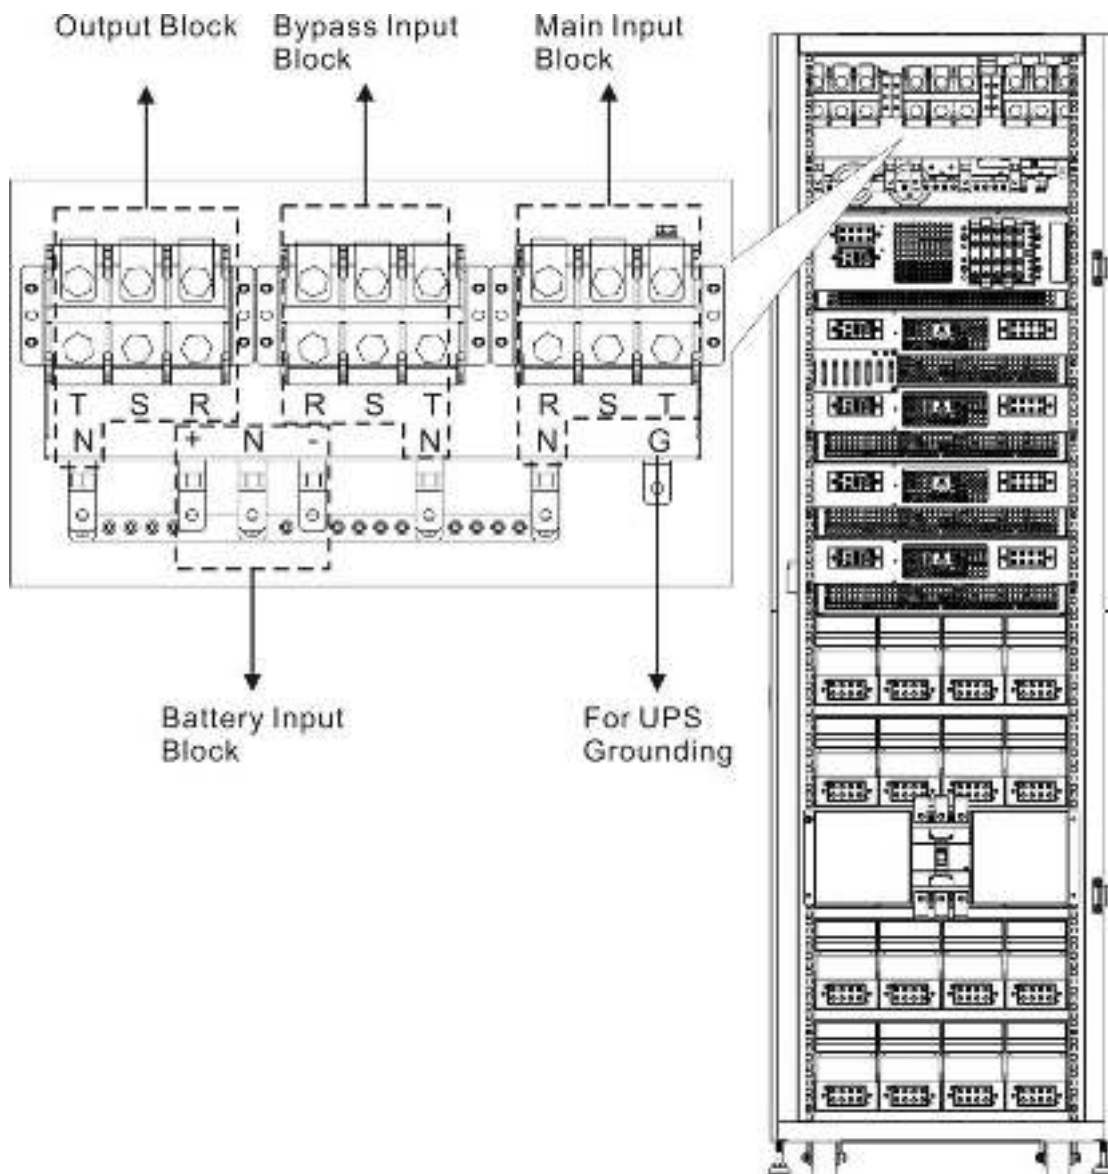 Output Block
Bypass Input
Block
Main Input
Block
T S R R S T R S T
N + N - N N G
Battery Input
Block
For UPS
Grounding